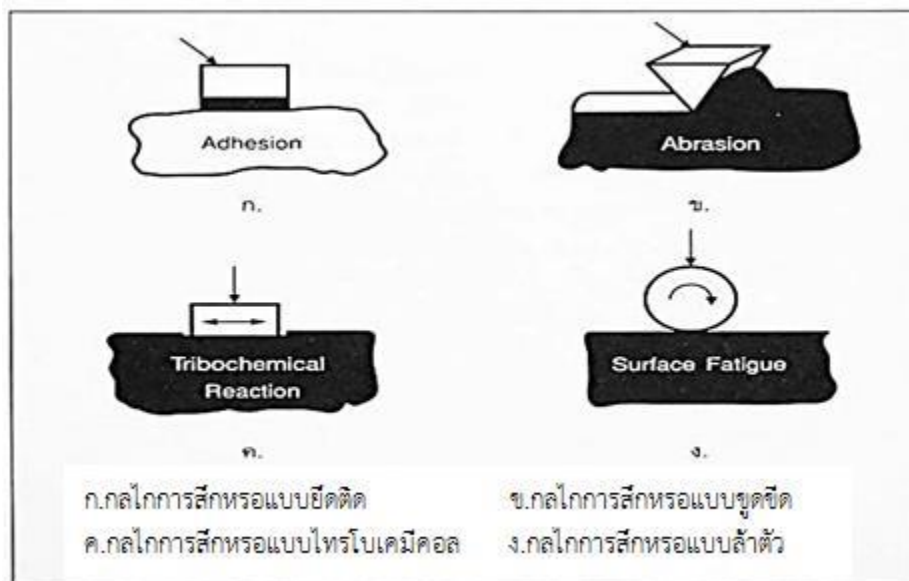 Adhesion
Abrasion
ก.
ข.
Tribochemical
Reaction
Surface Fatigue
ค.
ง.
ก.กลไกการสึกหรอแบบยึดติด
ข.กลไกการสึกหรอแบบขูดขีด
ค.กลไกการสึกหรอแบบไทรโบเคมีคอล
ง.กลไกการสึกหรอแบบล้าตัว